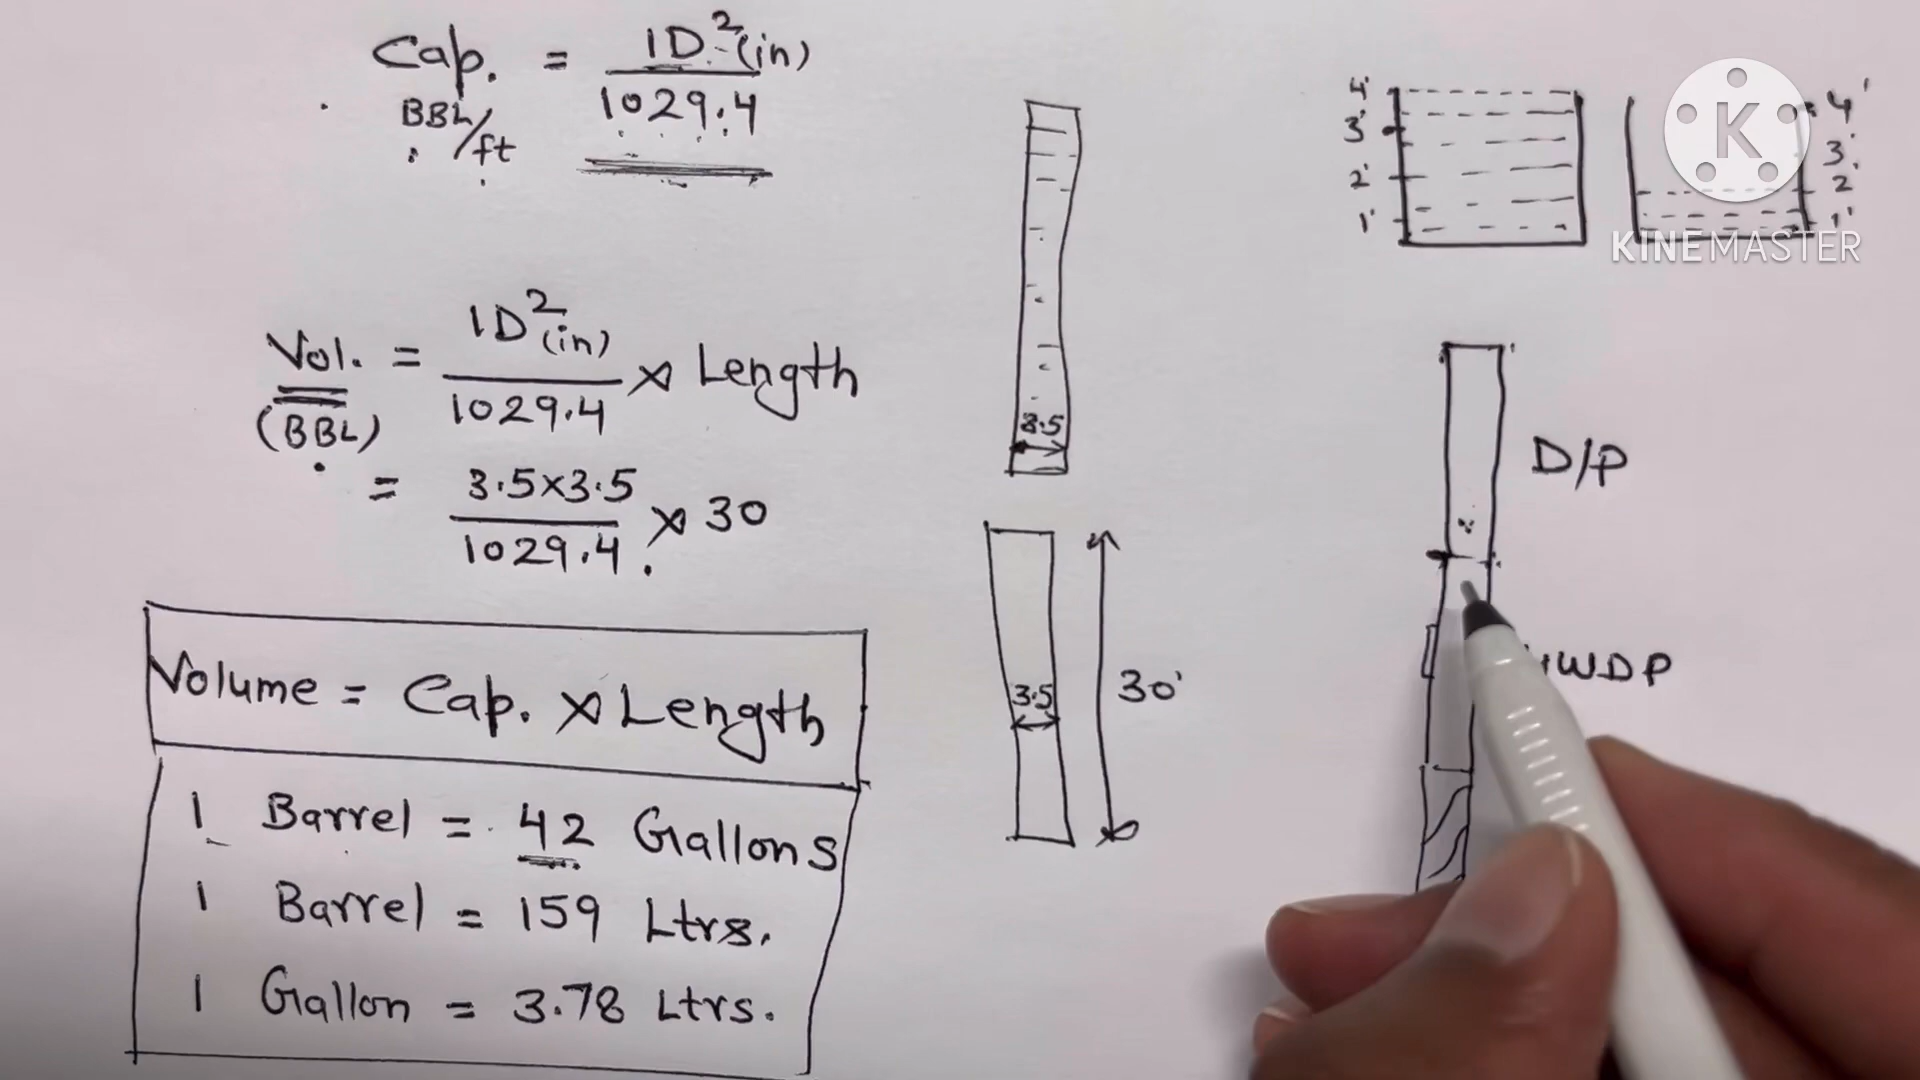 Cap. = ID²(in) / 1029.4
BBL/ft
Vol. = ID²(in) / 1029.4 × Length
(BBL)
= 3.5×3.5 / 1029.4 × 30
Volume = Cap. × Length
1 Barrel = 42 Gallons
1 Barrel = 159 Ltrs.
1 Gallon = 3.78 Ltrs.
3.5
3.5
30'
4'
3'
2'
1'
4'
3'
2'
1'
K
KINEMASTER
D/P
WDP